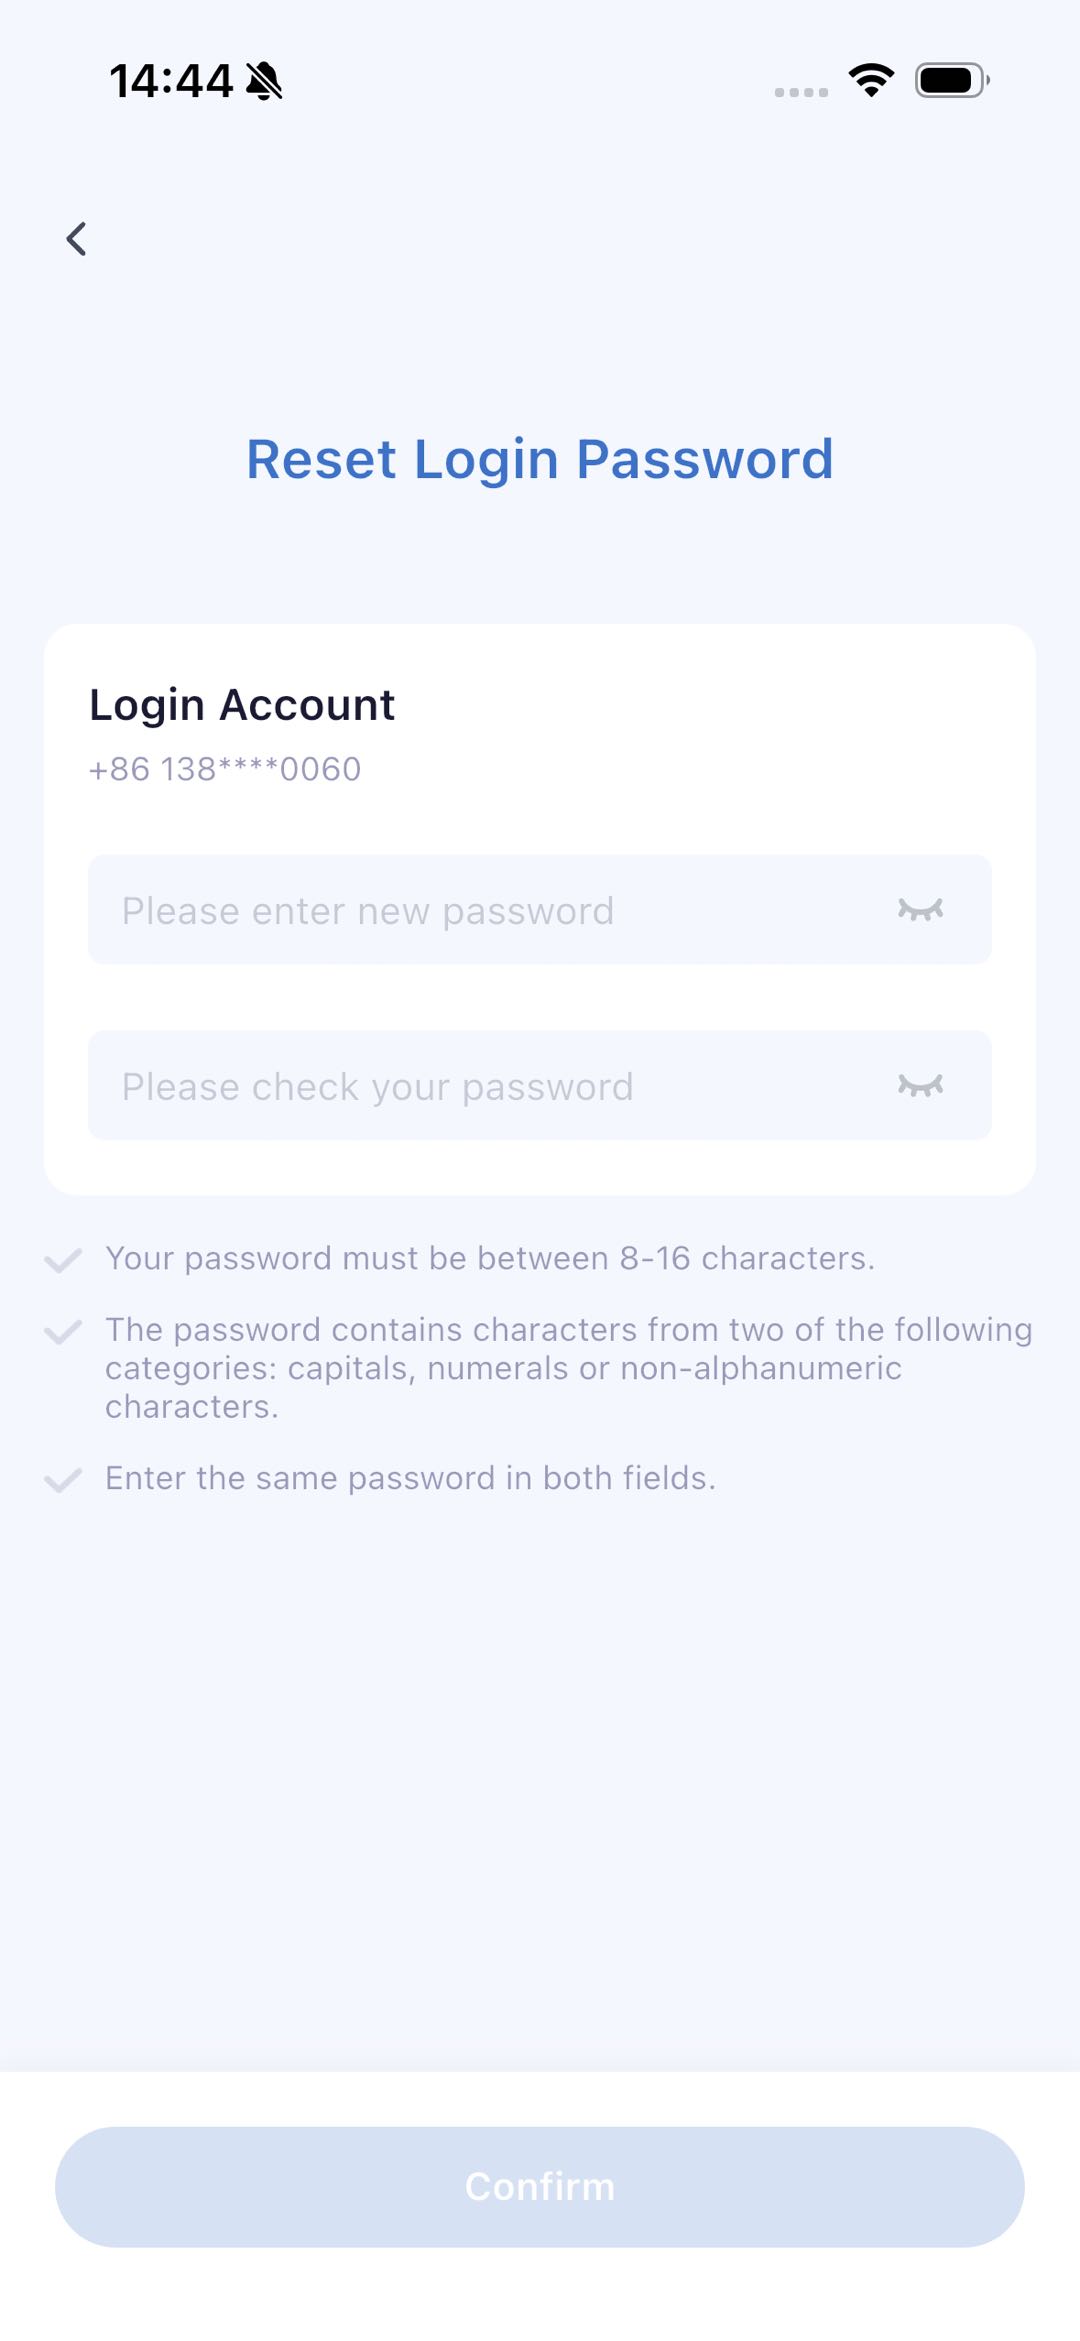 14:44
Reset Login Password
Login Account
+86 138****0060
Please enter new password
Please check your password
Your password must be between 8-16 characters.
The password contains characters from two of the following
categories: capitals, numerals or non-alphanumeric
characters.
Enter the same password in both fields.
Confirm